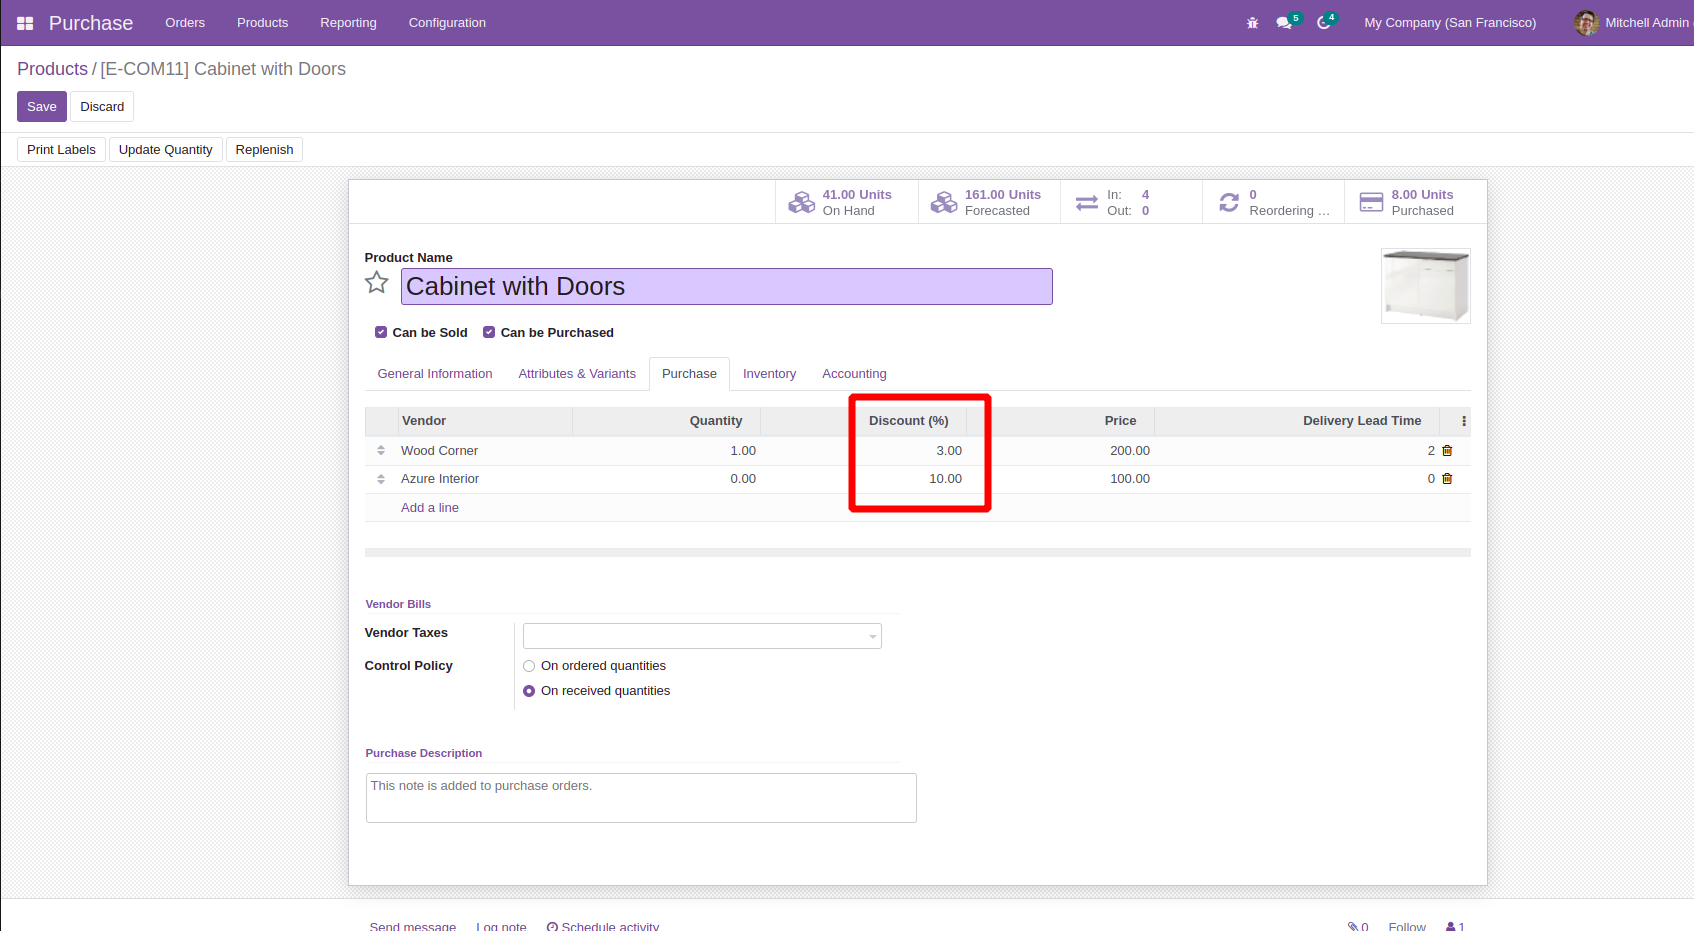 Purchase Orders Products Reporting Configuration 5 4 My Company (San Francisco) Mitchell Admin
Products / [E-COM11] Cabinet with Doors
Save Discard
Print Labels Update Quantity Replenish
41.00 Units On Hand
161.00 Units Forecasted
In: 4
Out: 0
0 Reordering ...
8.00 Units Purchased
Product Name
Cabinet with Doors
Can be Sold Can be Purchased
General Information Attributes & Variants Purchase Inventory Accounting
Vendor Quantity Discount (%) Price Delivery Lead Time
Wood Corner 1.00 3.00 200.00 2
Azure Interior 0.00 10.00 100.00 0
Add a line
Vendor Bills
Vendor Taxes
Control Policy On ordered quantities
On received quantities
Purchase Description
This note is added to purchase orders.
Send message Log note Schedule activity 0 Follow 1